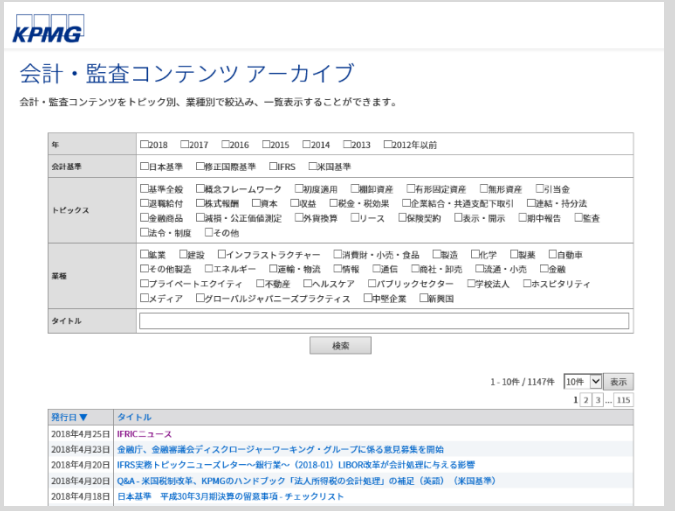 KPMG
会計・監査コンテンツ アーカイブ
会計・監査コンテンツをトピック別、業種別で絞込み、一覧表示することができます。
年 □2018 □2017 □2016 □2015 □2014 □2013 □2012年以前
会計基準 □日本基準 □修正国際基準 □IFRS □米国基準
トピックス
□基準全般 □概念フレームワーク □初度適用 □棚卸資産 □有形固定資産 □無形資産 □引当金
□退職給付 □株式報酬 □資本 □収益 □税金・税効果 □企業結合・共通支配下取引 □連結・持分法
□金融商品 □減損・公正価値測定 □外貨換算 □リース □保険契約 □表示・開示 □期中報告 □監査
□法令・制度 □その他
業種
□鉱業 □建設 □インフラストラクチャー □消費財・小売・食品 □製造 □化学 □製薬 □自動車
□その他製造 □エネルギー □運輸・物流 □情報 □通信 □商社・卸売 □流通・小売 □金融
□プライベートエクイティ □不動産 □ヘルスケア □パブリックセクター □学校法人 □ホスピタリティ
□メディア □グローバルジャパニーズプラクティス □中堅企業 □新興国
タイトル
検索
1 - 10件 / 1147件 10件 表示
1 2 3 ... 115
発行日▼ タイトル
2018年4月25日 IFRICニュース
2018年4月23日 金融庁、金融審議会ディスクロージャーワーキング・グループに係る意見募集を開始
2018年4月20日 IFRS実務トピックニューズレター～銀行業～（2018-01）LIBOR改革が会計処理に与える影響
2018年4月20日 Q&A - 米国税制改革、KPMGのハンドブック「法人所得税の会計処理」の補足（英語）（米国基準）
2018年4月18日 日本基準 平成30年3月期決算の留意事項 - チェックリスト